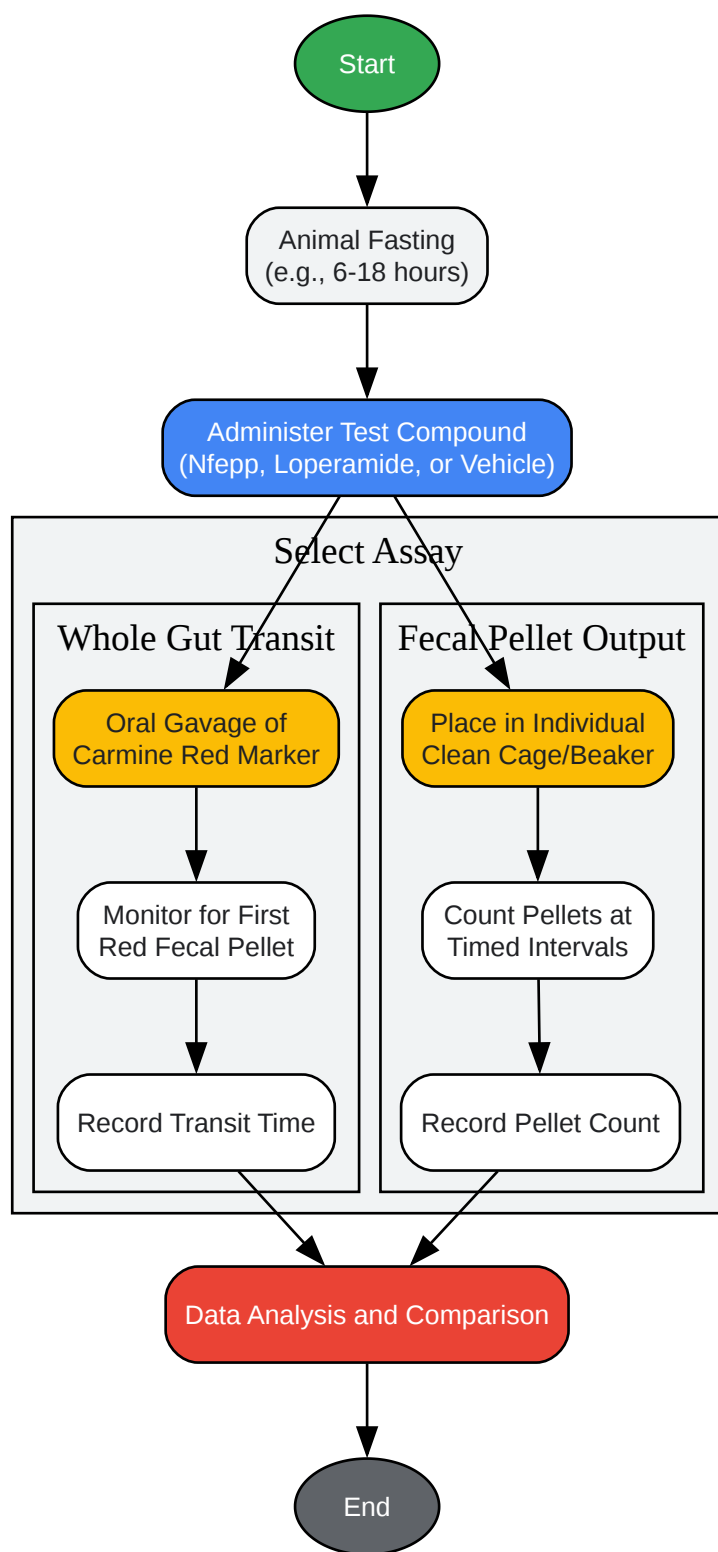 Start
Animal Fasting
(e.g., 6-18 hours)
Administer Test Compound
(Nfepp, Loperamide, or Vehicle)
Select Assay
Whole Gut Transit
Oral Gavage of
Carmine Red Marker
Monitor for First
Red Fecal Pellet
Record Transit Time
Fecal Pellet Output
Place in Individual
Clean Cage/Beaker
Count Pellets at
Timed Intervals
Record Pellet Count
Data Analysis and Comparison
End